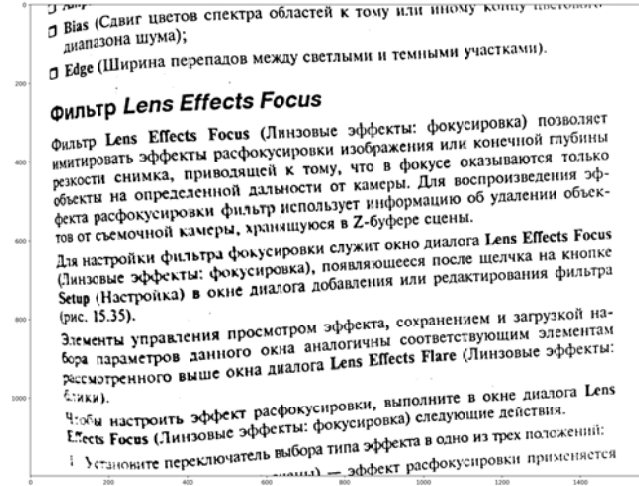 Bias (Сдвиг цветов спектра областей к тому или иному концу цветового
диапазона шума);
Edge (Ширина перепадов между светлыми и темными участками).
Фильтр Lens Effects Focus
Фильтр Lens Effects Focus (Линзовые эффекты: фокусировка) позволяет
имитировать эффекты расфокусировки изображения или конечной глубины
резкости снимка, приводящей к тому, что в фокусе оказываются только
объекты на определенной дальности от камеры. Для воспроизведения эф-
фекта расфокусировки фильтр использует информацию об удалении объек-
тов от съемочной камеры, хранящуюся в Z-буфере сцены.
Для настройки фильтра фокусировки служит окно диалога Lens Effects Focus
(Линзовые эффекты: фокусировка), появляющееся после щелчка на кнопке
Setup (Настройка) в окне диалога добавления или редактирования фильтра
(рис. 15.35).
Элементы управления просмотром эффекта, сохранением и загрузкой на-
бора параметров данного окна аналогичны соответствующим элементам
рассмотренного выше окна диалога Lens Effects Flare (Линзовые эффекты:
блики).
Чтобы настроить эффект расфокусировки, выполните в окне диалога Lens
Effects Focus (Линзовые эффекты: фокусировка) следующие действия.
Установите переключатель выбора типа эффекта в одно из трех положений:
— эффект расфокусировки применяется